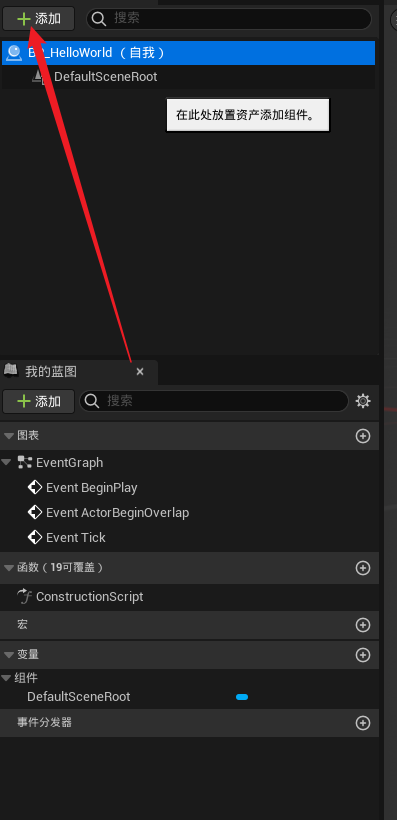 添加
搜索
BP_HelloWorld（自我）
DefaultSceneRoot
在此处放置资产添加组件。
我的蓝图
添加
搜索
图表
EventGraph
Event BeginPlay
Event ActorBeginOverlap
Event Tick
函数（19可覆盖）
ConstructionScript
宏
变量
组件
DefaultSceneRoot
事件分发器